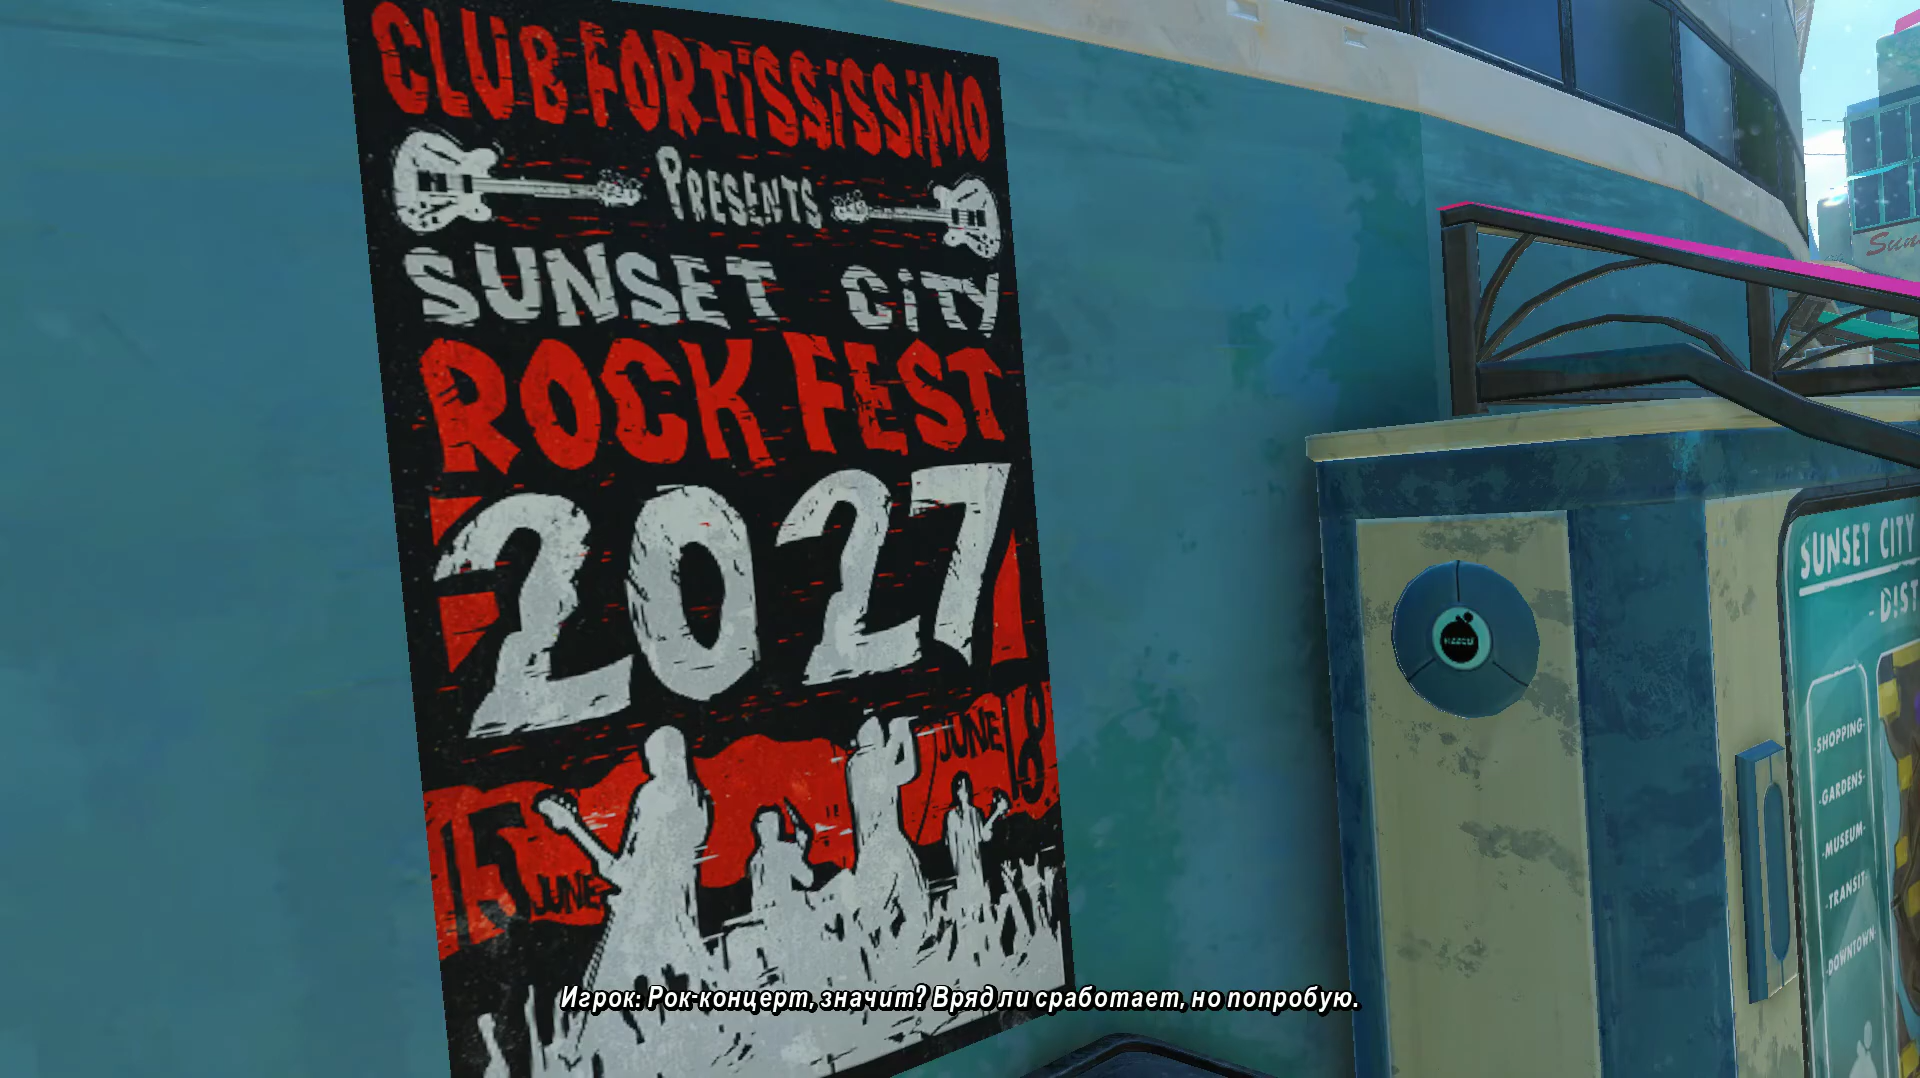 CLUB FORTiSSiSSiMO
PRESENTS
SUNSET CiTY
ROCK FEST
2027
JUNE 18
15 JUNE
Игрок: Рок-концерт, значит? Вряд ли сработает, но попробую.
SUNSET CITY
-SHOPPING-
-GARDENS-
-MUSEUM-
-TRANSIT-
-DOWNTOWN-